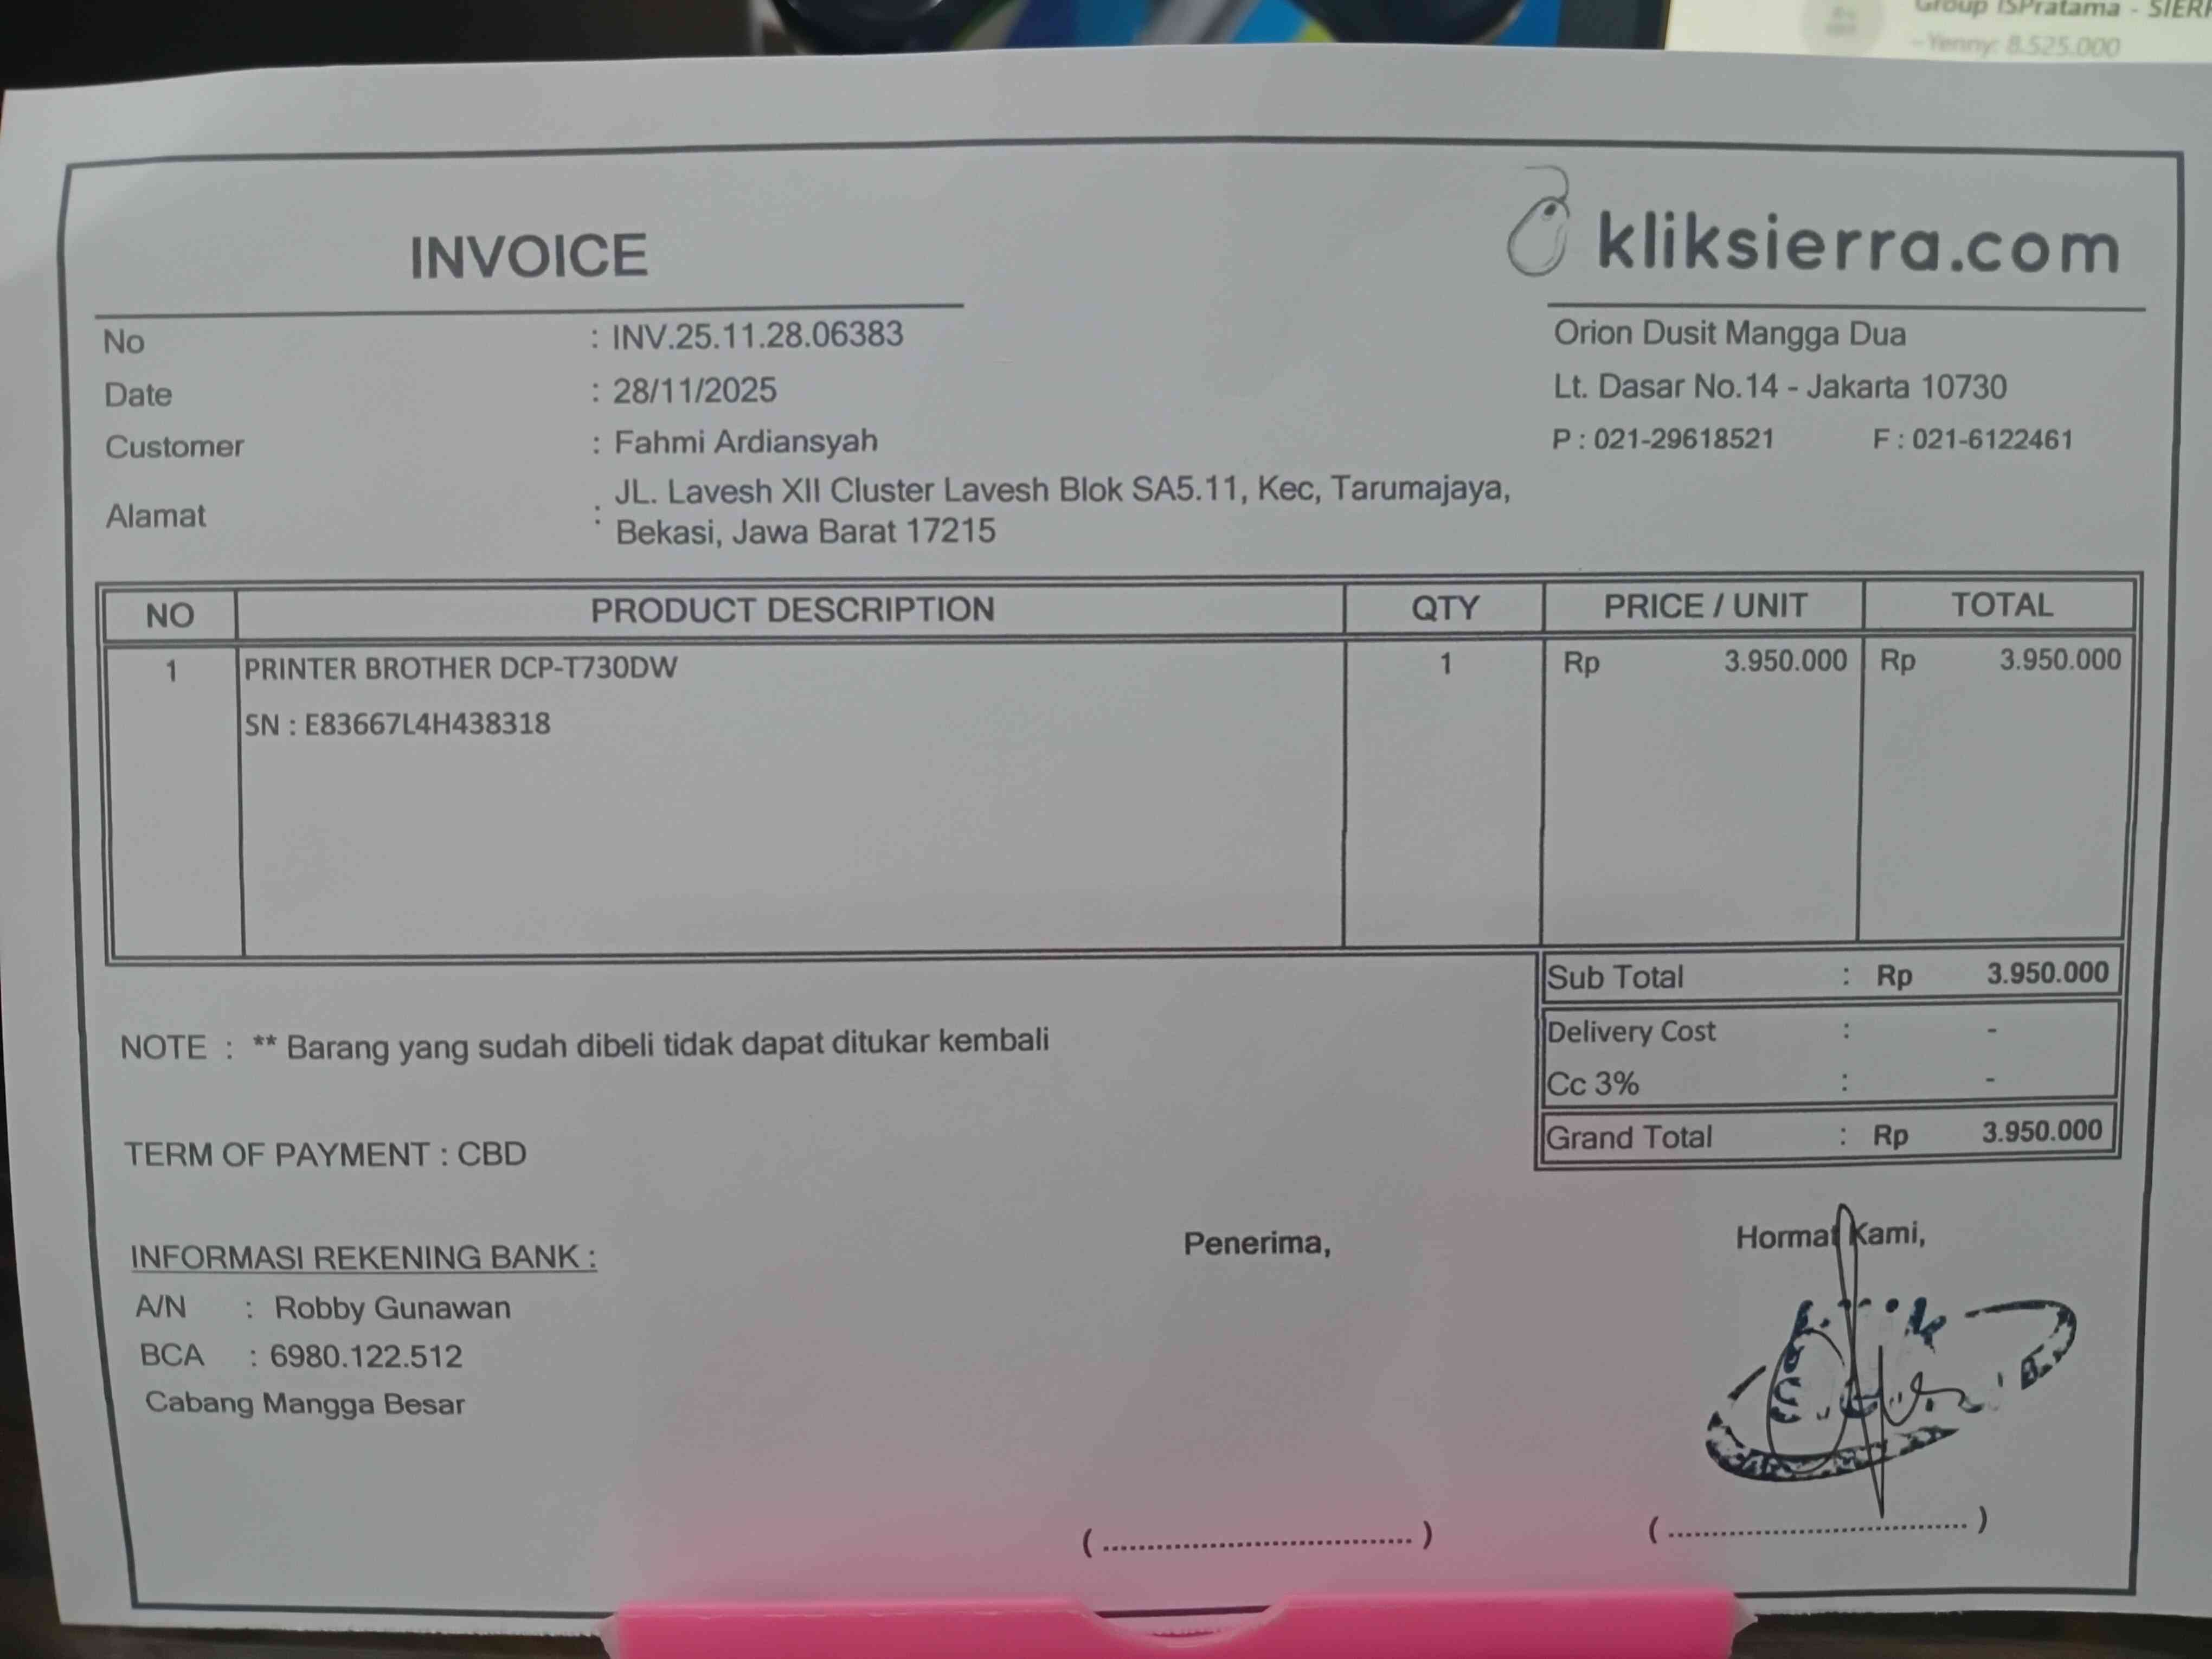 Group ISPratama - SIERR
- Yenny: 8.525.000
INVOICE
kliksierra.com
No : INV.25.11.28.06383
Date : 28/11/2025
Customer : Fahmi Ardiansyah
Alamat : JL. Lavesh XII Cluster Lavesh Blok SA5.11, Kec, Tarumajaya,
Bekasi, Jawa Barat 17215
Orion Dusit Mangga Dua
Lt. Dasar No.14 - Jakarta 10730
P : 021-29618521 F : 021-6122461
NO PRODUCT DESCRIPTION QTY PRICE / UNIT TOTAL
1 PRINTER BROTHER DCP-T730DW 1 Rp 3.950.000 Rp 3.950.000
SN : E83667L4H438318
Sub Total : Rp 3.950.000
Delivery Cost : -
Cc 3% : -
Grand Total : Rp 3.950.000
NOTE : ** Barang yang sudah dibeli tidak dapat ditukar kembali
TERM OF PAYMENT : CBD
INFORMASI REKENING BANK :
A/N : Robby Gunawan
BCA : 6980.122.512
Cabang Mangga Besar
Penerima,
Hormat Kami,
( ........................................ )
( ........................................ )